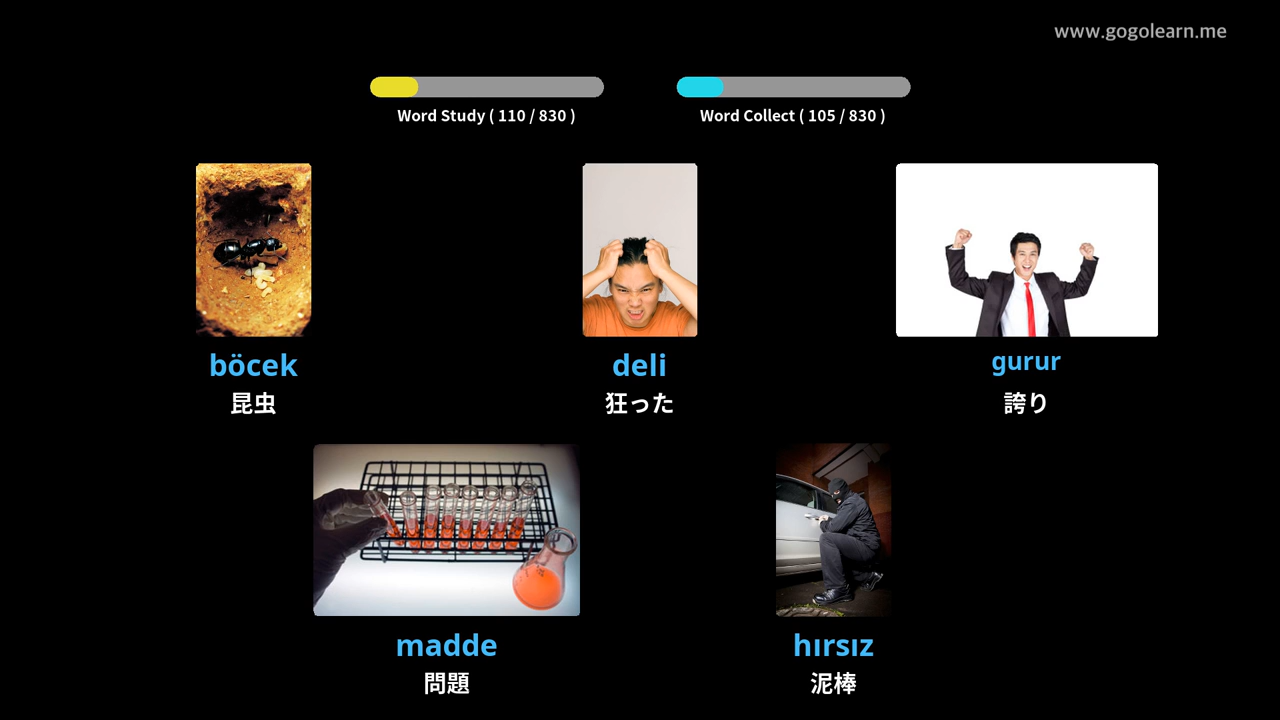 www.gogolearn.me
Word Study ( 110 / 830 )
Word Collect ( 105 / 830 )
böcek
昆虫
deli
狂った
gurur
誇り
madde
問題
hırsız
泥棒